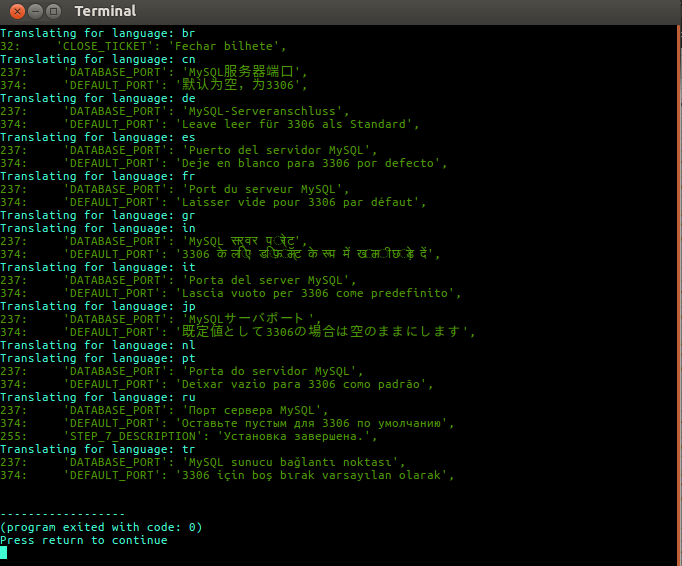 Terminal
Translating for language: br
32:     'CLOSE_TICKET': 'Fechar bilhete',
Translating for language: cn
237:     'DATABASE_PORT': 'MySQL服务器端口',
374:     'DEFAULT_PORT': '默认为空，为3306',
Translating for language: de
237:     'DATABASE_PORT': 'MySQL-Serveranschluss',
374:     'DEFAULT_PORT': 'Leave leer für 3306 als Standard',
Translating for language: es
237:     'DATABASE_PORT': 'Puerto del servidor MySQL',
374:     'DEFAULT_PORT': 'Deje en blanco para 3306 por defecto',
Translating for language: fr
237:     'DATABASE_PORT': 'Port du serveur MySQL',
374:     'DEFAULT_PORT': 'Laisser vide pour 3306 par défaut',
Translating for language: gr
Translating for language: in
237:     'DATABASE_PORT': 'MySQL सर्वर पोर्ट',
374:     'DEFAULT_PORT': '3306 के लिए डिफ़ॉल्ट के रूप में खाली छोड़ दें',
Translating for language: it
237:     'DATABASE_PORT': 'Porta del server MySQL',
374:     'DEFAULT_PORT': 'Lascia vuoto per 3306 come predefinito',
Translating for language: jp
237:     'DATABASE_PORT': 'MySQLサーバポート',
374:     'DEFAULT_PORT': '既定値として3306の場合は空のままにします',
Translating for language: nl
Translating for language: pt
237:     'DATABASE_PORT': 'Porta do servidor MySQL',
374:     'DEFAULT_PORT': 'Deixar vazio para 3306 como padrão',
Translating for language: ru
237:     'DATABASE_PORT': 'Порт сервера MySQL',
374:     'DEFAULT_PORT': 'Оставьте пустым для 3306 по умолчанию',
255:     'STEP_7_DESCRIPTION': 'Установка завершена.',
Translating for language: tr
237:     'DATABASE_PORT': 'MySQL sunucu bağlantı noktası',
374:     'DEFAULT_PORT': '3306 için boş bırak varsayılan olarak',
------------------
(program exited with code: 0)
Press return to continue